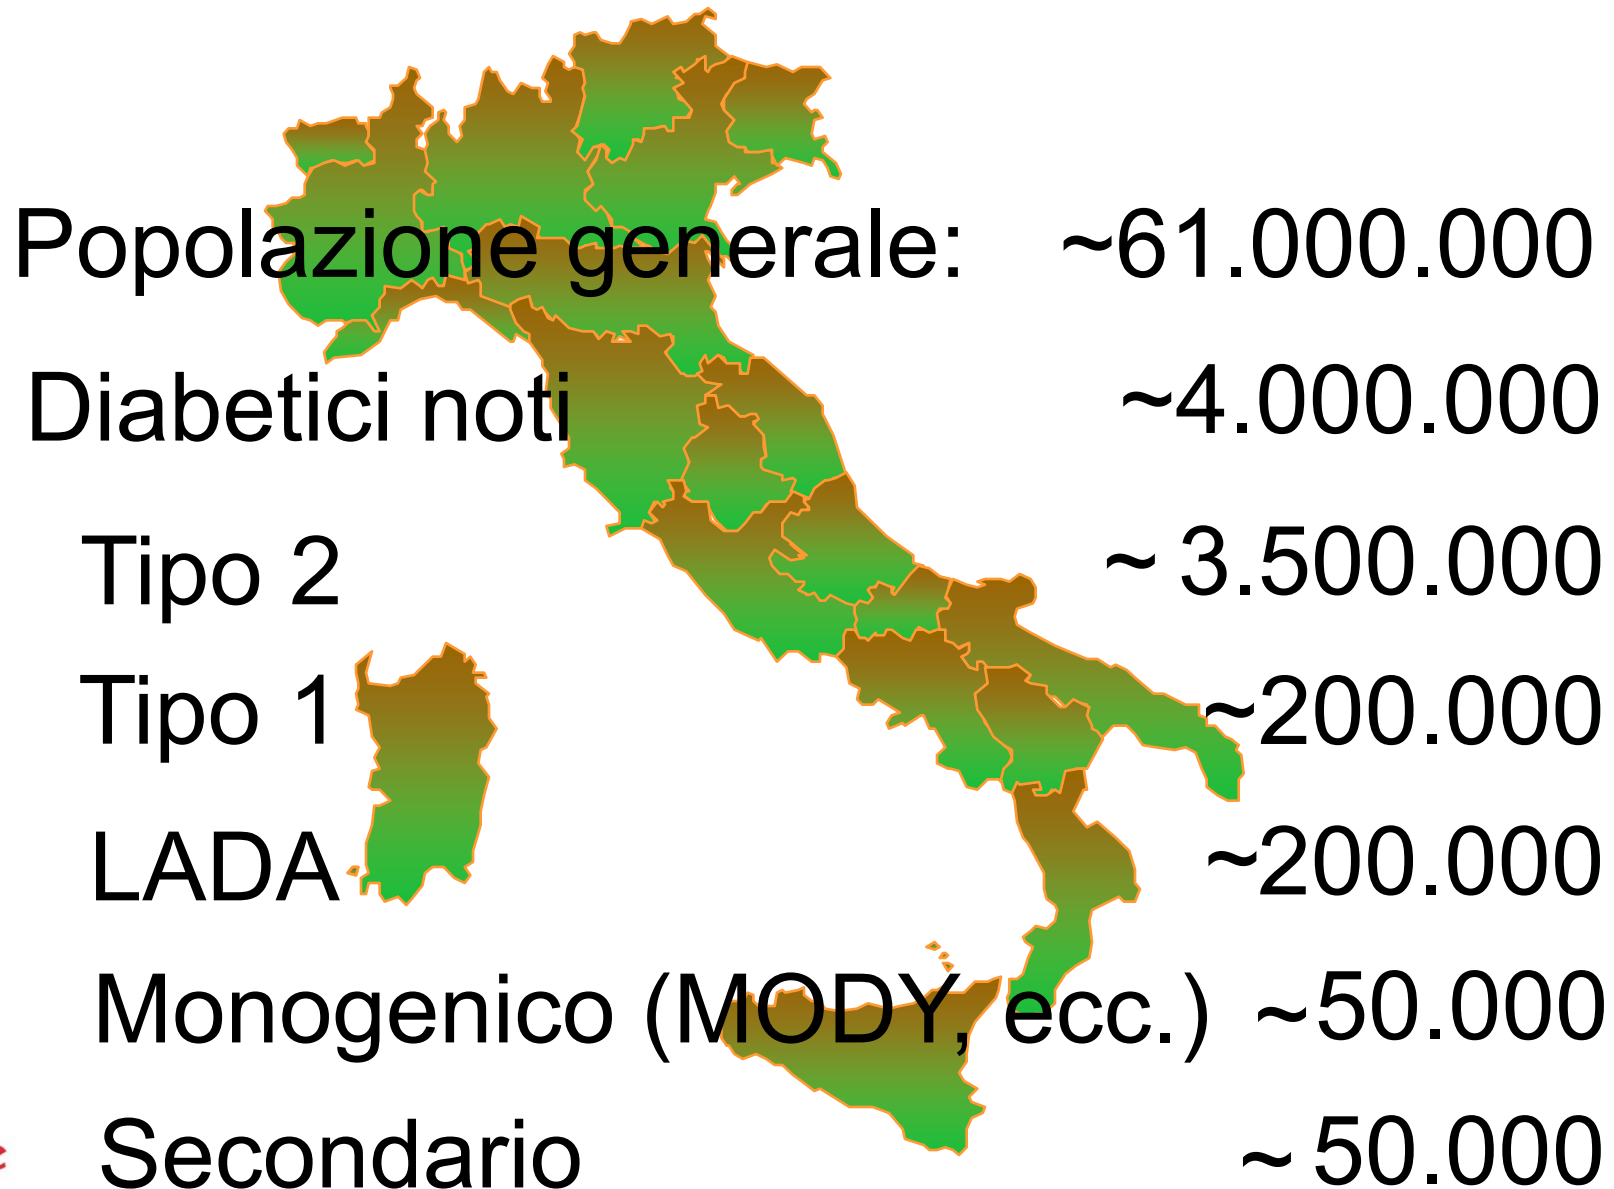 Popolazione generale: ~61.000.000
Diabetici noti ~4.000.000
Tipo 2 ~ 3.500.000
Tipo 1 ~200.000
LADA ~200.000
Monogenico (MODY, ecc.) ~50.000
Secondario ~ 50.000